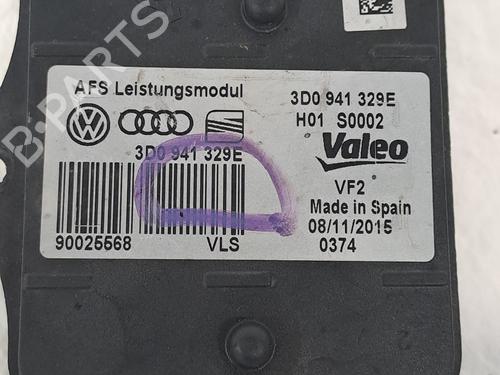 AFS Leistungsmodul
3D0 941 329E
H01 S0002
3D0 941 329E
Valeo
VF2
Made in Spain
90025568
VLS
08/11/2015
0374
B-PARTS